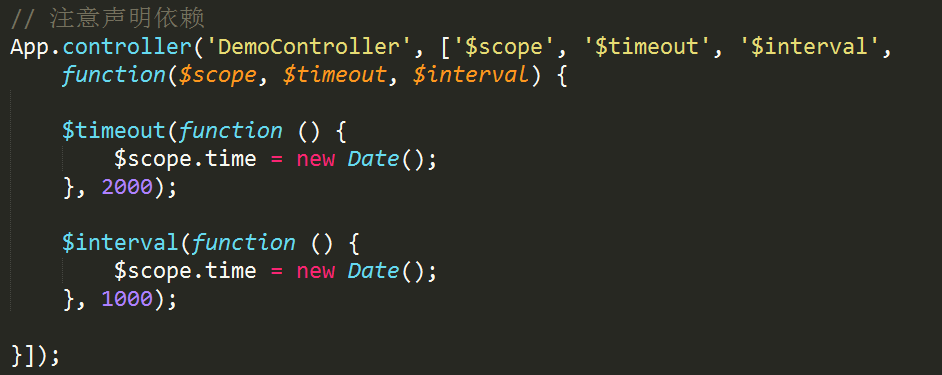 // 注意声明依赖
App.controller('DemoController', ['$scope', '$timeout', '$interval',
    function($scope, $timeout, $interval) {
    $timeout(function () {
        $scope.time = new Date();
    }, 2000);
    $interval(function () {
        $scope.time = new Date();
    }, 1000);
}]);